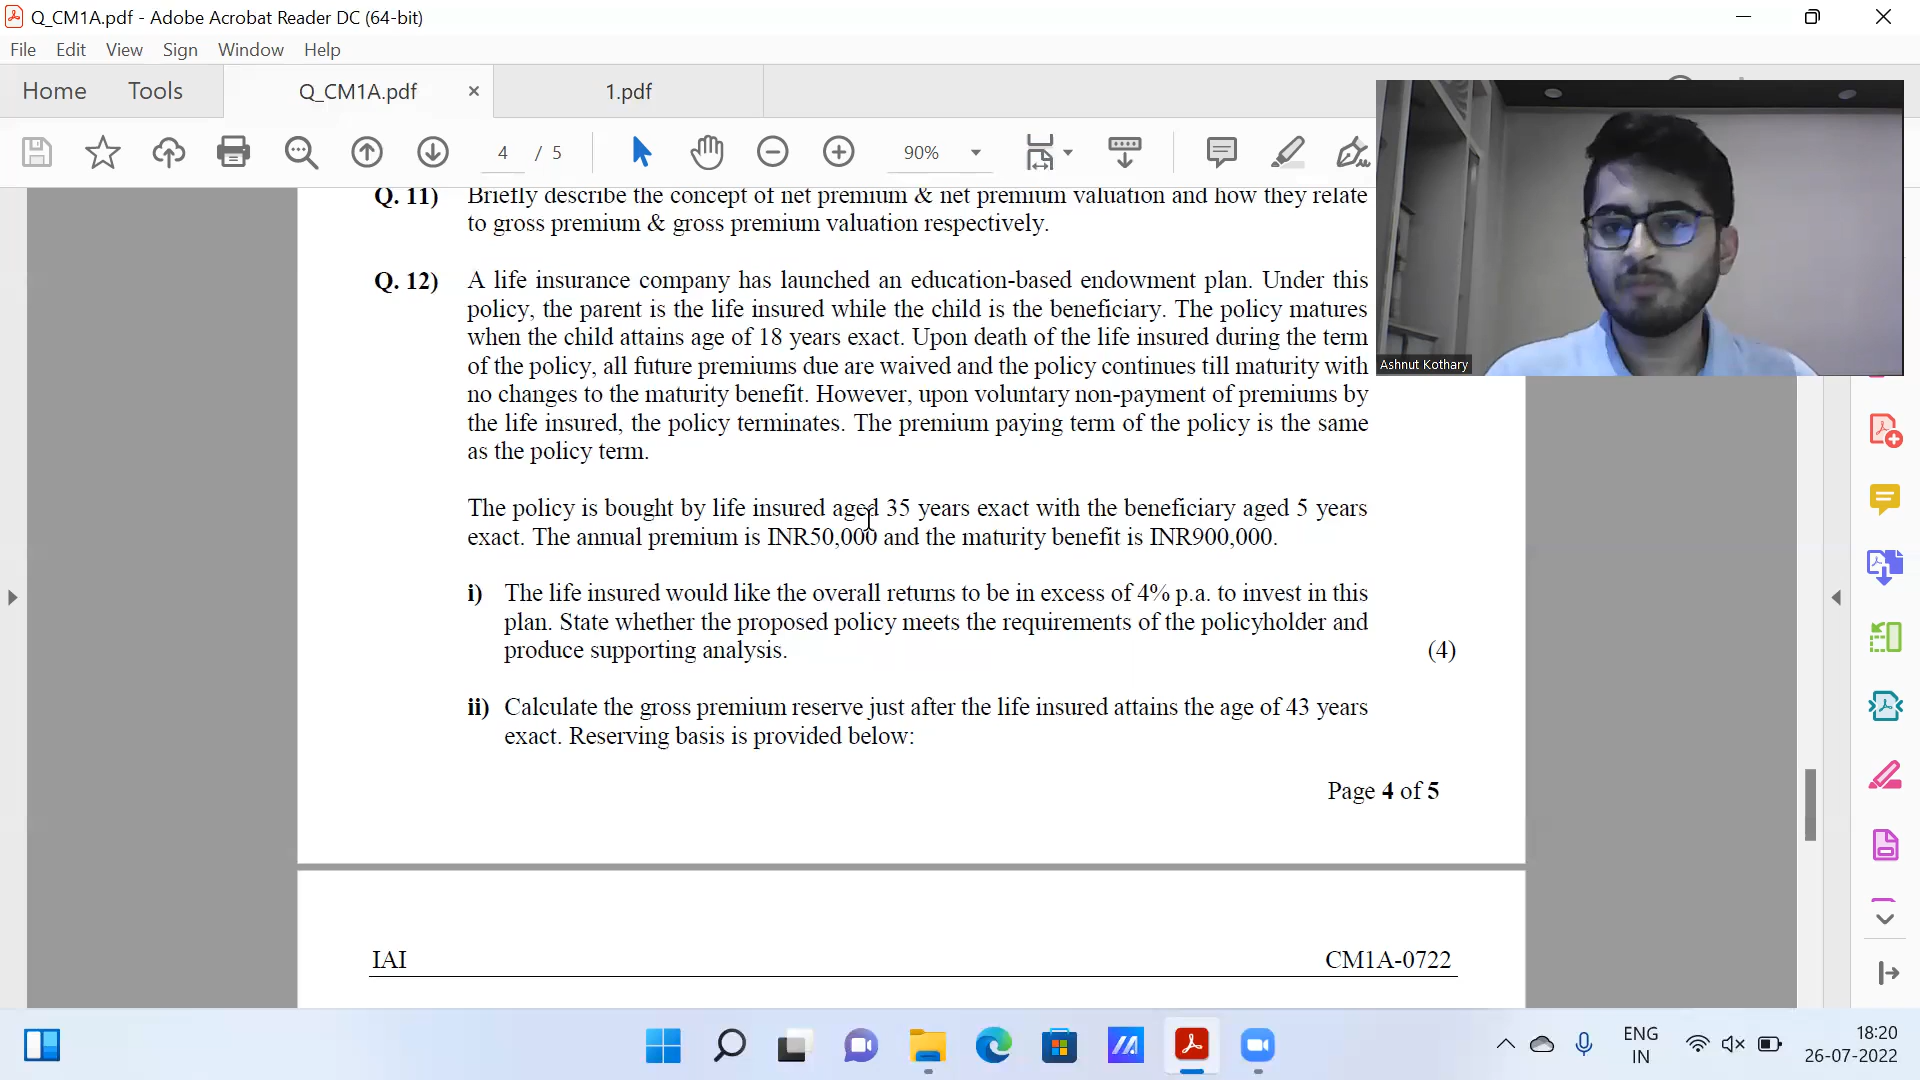 Q_CM1A.pdf - Adobe Acrobat Reader DC (64-bit)
File Edit View Sign Window Help
Home Tools Q_CM1A.pdf × 1.pdf
4 / 5 90%
Q. 11) Briefly describe the concept of net premium & net premium valuation and how they relate
to gross premium & gross premium valuation respectively.
Q. 12) A life insurance company has launched an education-based endowment plan. Under this
policy, the parent is the life insured while the child is the beneficiary. The policy matures
when the child attains age of 18 years exact. Upon death of the life insured during the term
of the policy, all future premiums due are waived and the policy continues till maturity with
no changes to the maturity benefit. However, upon voluntary non-payment of premiums by
the life insured, the policy terminates. The premium paying term of the policy is the same
as the policy term.
Ashnut Kothary
The policy is bought by life insured aged 35 years exact with the beneficiary aged 5 years
exact. The annual premium is INR50,000 and the maturity benefit is INR900,000.
i) The life insured would like the overall returns to be in excess of 4% p.a. to invest in this
plan. State whether the proposed policy meets the requirements of the policyholder and
produce supporting analysis. (4)
ii) Calculate the gross premium reserve just after the life insured attains the age of 43 years
exact. Reserving basis is provided below:
Page 4 of 5
IAI CM1A-0722
ENG
IN
18:20
26-07-2022